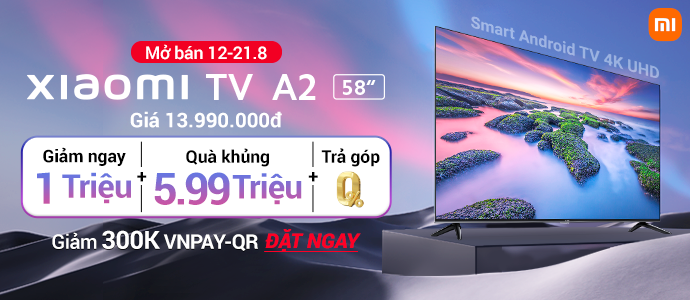 Mở bán 12-21.8
xiaomi TV A2 58″
Giá 13.990.000đ
Giảm ngay
1 Triệu
+
Quà khủng
5.99 Triệu
+
Trả góp
0%
Giảm 300K VNPAY-QR ĐẶT NGAY
Smart Android TV 4K UHD
mi